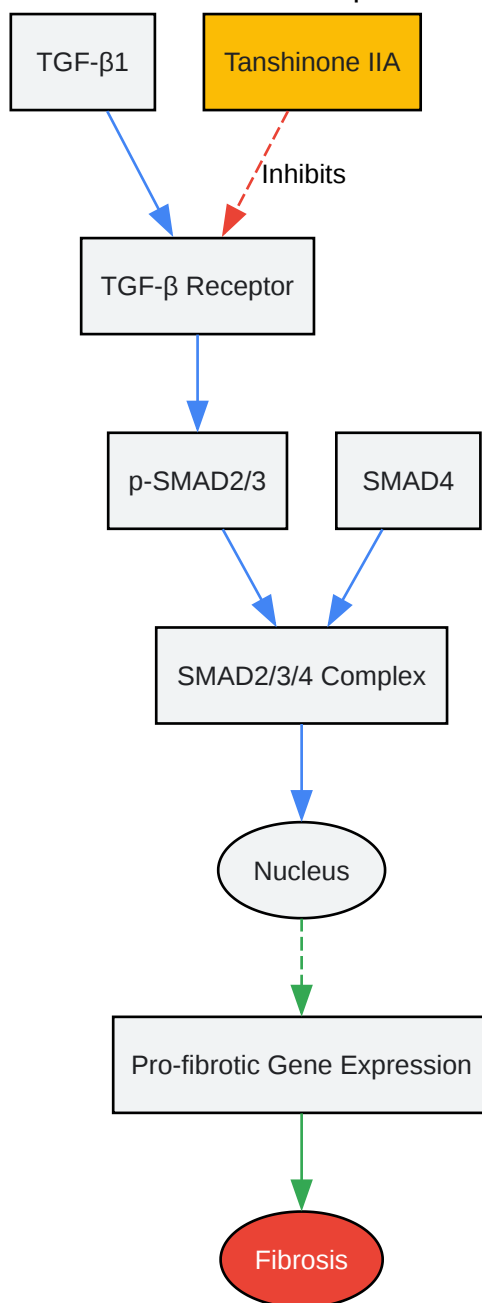 TGF-β1
Tanshinone IIA
Inhibits
TGF-β Receptor
p-SMAD2/3
SMAD4
SMAD2/3/4 Complex
Nucleus
Pro-fibrotic Gene Expression
Fibrosis